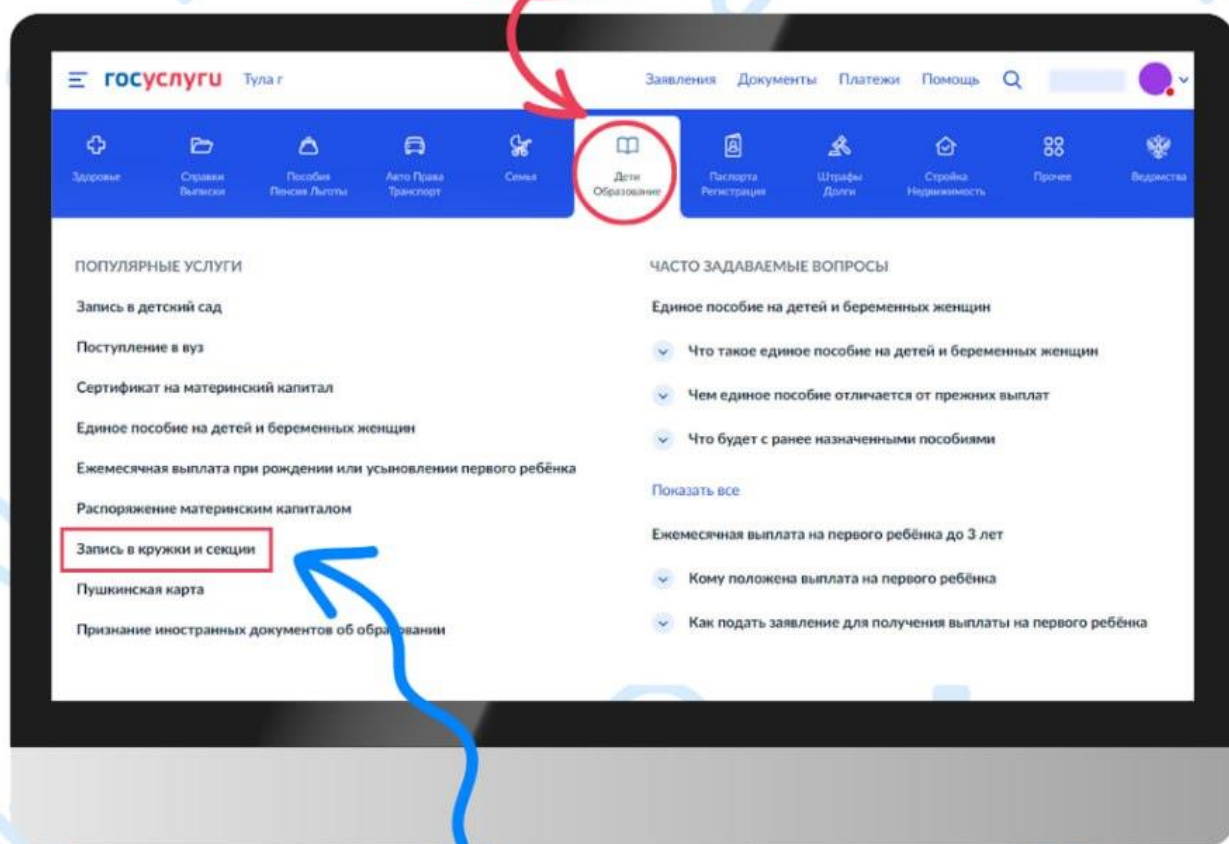 госуслуги Тула г Заявления Документы Платежи Помощь
Здоровье
Справки
Выписки
Пособия
Пенсия Льготы
Авто Права
Транспорт
Семья
Дети
Образование
Паспорта
Регистрация
Штрафы
Долги
Стройка
Недвижимость
Прочее
Ведомства
ПОПУЛЯРНЫЕ УСЛУГИ
Запись в детский сад
Поступление в вуз
Сертификат на материнский капитал
Единое пособие на детей и беременных женщин
Ежемесячная выплата при рождении или усыновлении первого ребёнка
Распоряжение материнским капиталом
Запись в кружки и секции
Пушкинская карта
Признание иностранных документов об образовании
ЧАСТО ЗАДАВАЕМЫЕ ВОПРОСЫ
Единое пособие на детей и беременных женщин
Что такое единое пособие на детей и беременных женщин
Чем единое пособие отличается от прежних выплат
Что будет с ранее назначенными пособиями
Показать все
Ежемесячная выплата на первого ребёнка до 3 лет
Кому положена выплата на первого ребёнка
Как подать заявление для получения выплаты на первого ребёнка